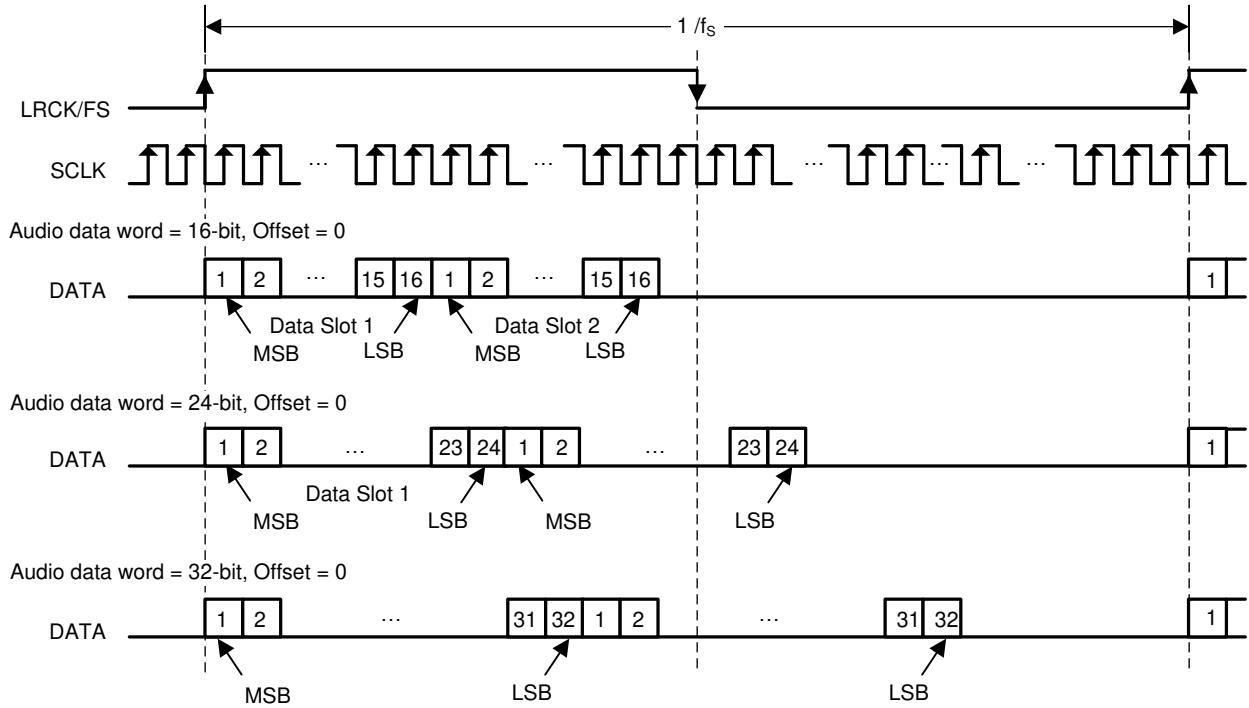 1 /fS
LRCK/FS
SCLK … … … … …
Audio data word = 16-bit, Offset = 0
DATA 1 2 … 15 16 1 2 … 15 16 1
Data Slot 1 Data Slot 2
MSB LSB MSB LSB
Audio data word = 24-bit, Offset = 0
DATA 1 2 … 23 24 1 2 … 23 24 1
Data Slot 1
MSB LSB MSB LSB
Audio data word = 32-bit, Offset = 0
DATA 1 2 … 31 32 1 2 … 31 32 1
MSB LSB LSB